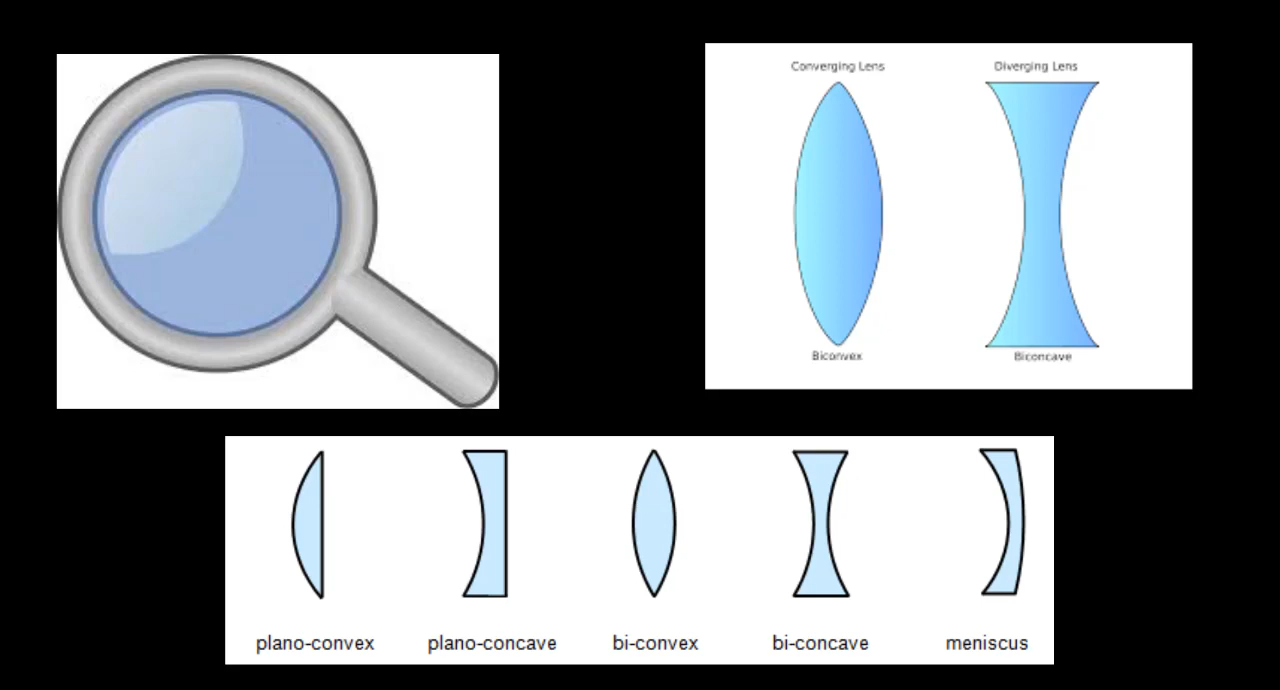 Converging Lens
Diverging Lens
Biconvex
Biconcave
plano-convex
plano-concave
bi-convex
bi-concave
meniscus